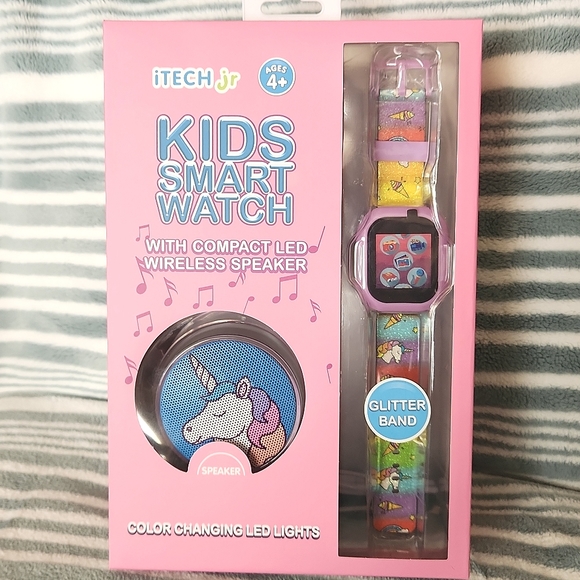 iTECH jr
AGES
4+
KIDS
SMART
WATCH
WITH COMPACT LED
WIRELESS SPEAKER
GLITTER
BAND
SPEAKER
COLOR CHANGING LED LIGHTS